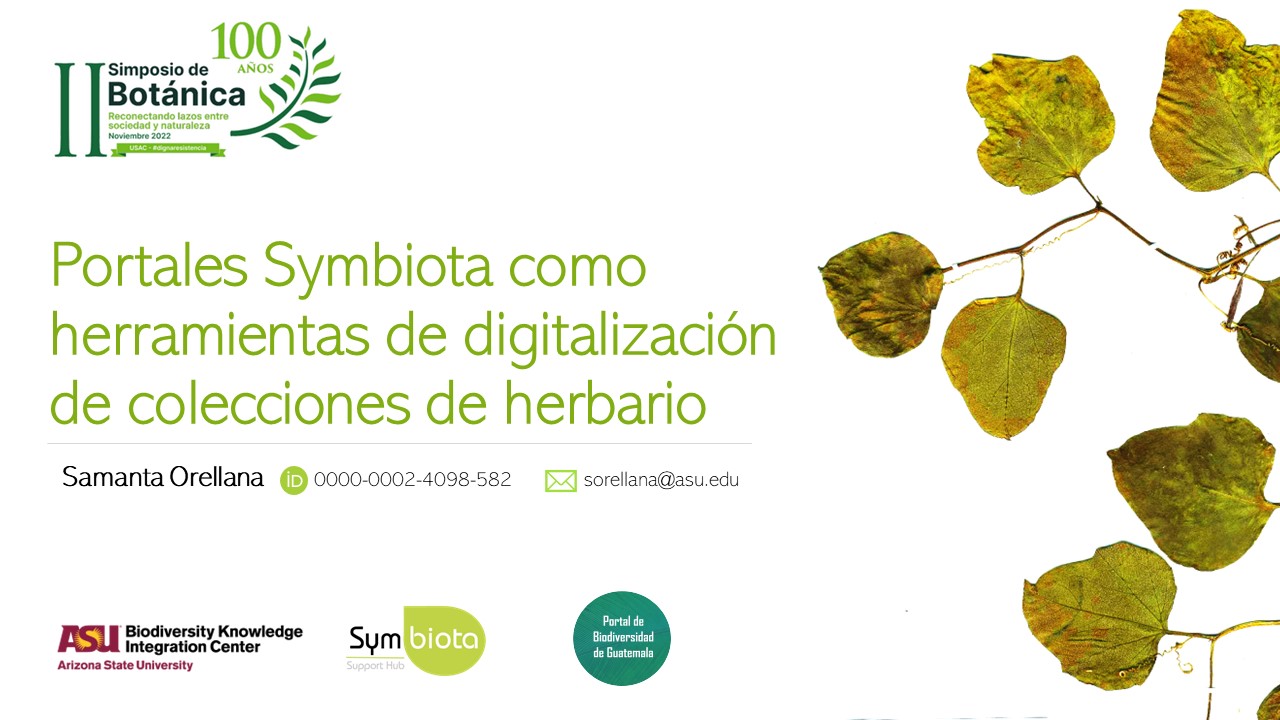 100
AÑOS
II
Simposio de
Botánica
Reconectando lazos entre
sociedad y naturaleza
Noviembre 2022
USAC - #dignaresistencia
Portales Symbiota como
herramientas de digitalización
de colecciones de herbario
Samanta Orellana iD 0000-0002-4098-582 sorellana@asu.edu
ASU Biodiversity Knowledge
Integration Center
Arizona State University
Symbiota
Support Hub
Portal de
Biodiversidad
de Guatemala